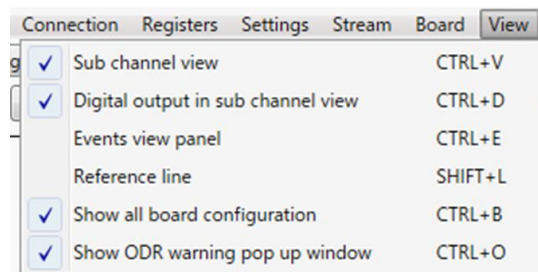 Connection Registers Settings Stream Board View
g
Sub channel view CTRL+V
Digital output in sub channel view CTRL+D
Events view panel CTRL+E
Reference line SHIFT+L
Show all board configuration CTRL+B
Show ODR warning pop up window CTRL+O